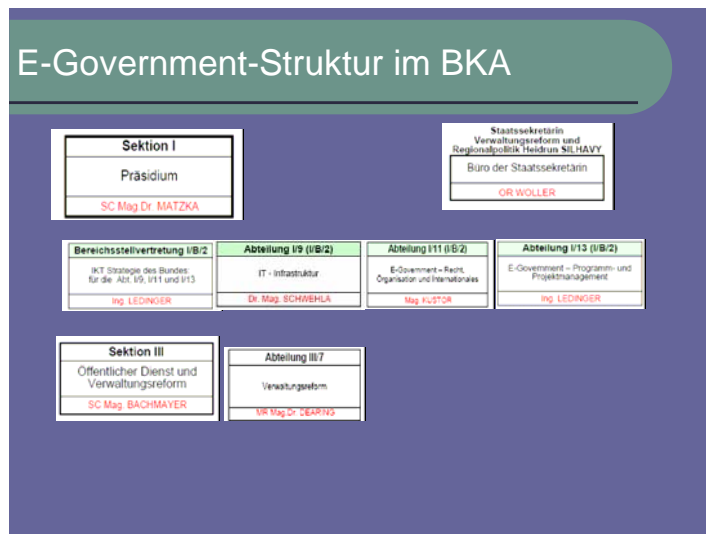 E-Government-Struktur im BKA
Sektion I
Präsidium
SC Mag.Dr. MATZKA
Staatssekretärin
Verwaltungsreform und
Regionalpolitik Heidrun SILHAVY
Büro der Staatssekretärin
OR WOLLER
Bereichsstellvertretung I/B/2
IKT Strategie des Bundes:
für die Abt. I/9, I/11 und I/13
Ing. LEDINGER
Abteilung I/9 (I/B/2)
IT - Infrastruktur
Dr. Mag. SCHWEHLA
Abteilung I/11 (I/B/2)
E-Government – Recht,
Organisation und Internationales
Mag. KUSTOR
Abteilung I/13 (I/B/2)
E-Government – Programm- und
Projektmanagement
Ing. LEDINGER
Sektion III
Öffentlicher Dienst und
Verwaltungsreform
SC Mag. BACHMAYER
Abteilung III/7
Verwaltungsreform
MR Mag.Dr. DEARING